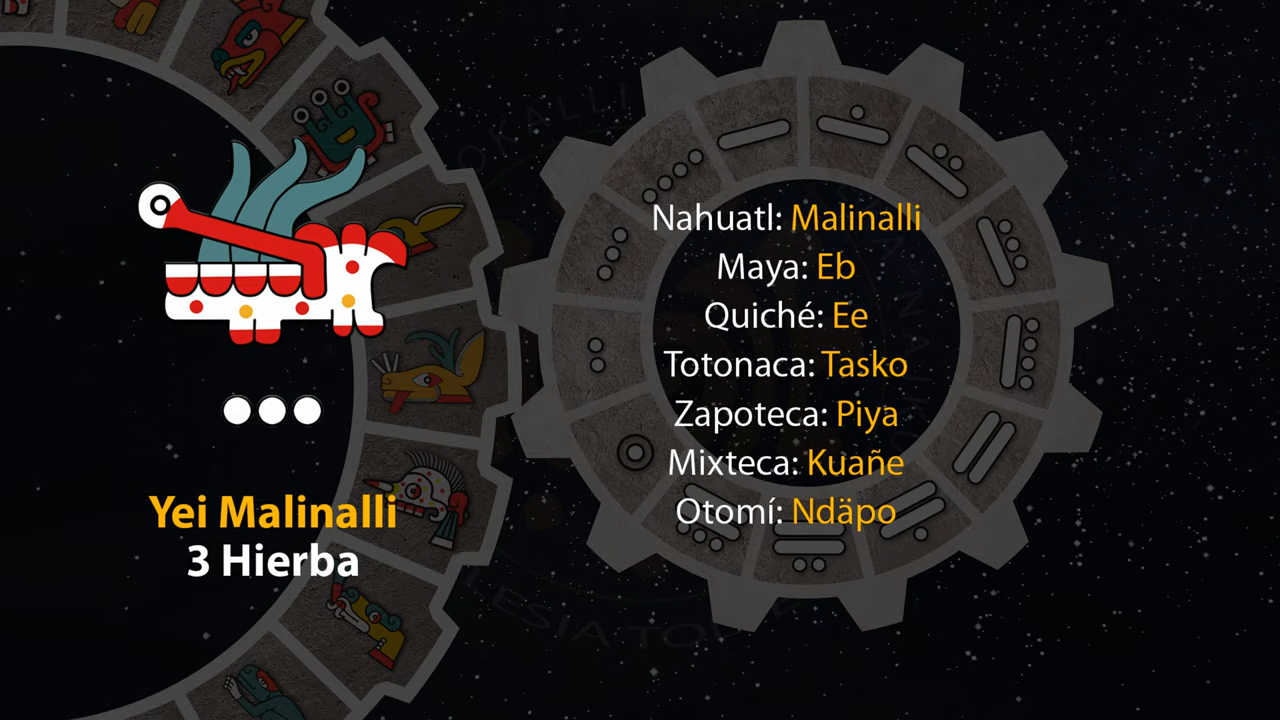 Yei Malinalli
3 Hierba
Nahuatl: Malinalli
Maya: Eb
Quiché: Ee
Totonaca: Tasko
Zapoteca: Piya
Mixteca: Kuañe
Otomí: Ndäpo